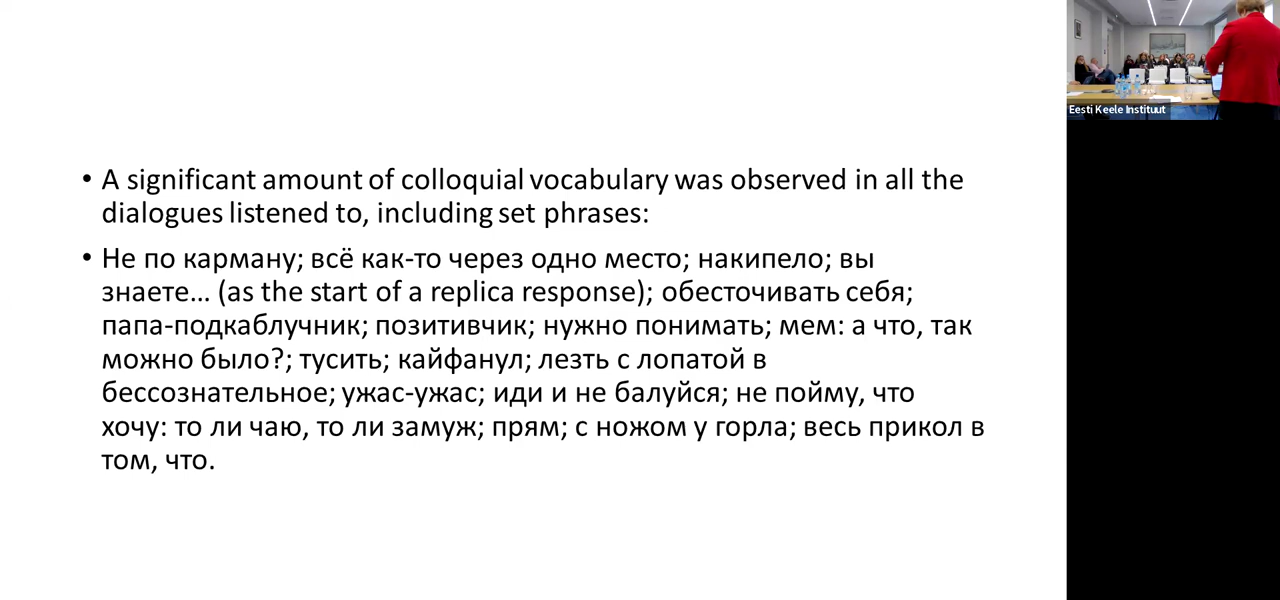 • A significant amount of colloquial vocabulary was observed in all the
dialogues listened to, including set phrases:
• Не по карману; всё как-то через одно место; накипело; вы
знаете... (as the start of a replica response); обесточивать себя;
папа-подкаблучник; позитивчик; нужно понимать; мем: а что, так
можно было?; тусить; кайфанул; лезть с лопатой в
бессознательное; ужас-ужас; иди и не балуйся; не пойму, что
хочу: то ли чаю, то ли замуж; прям; с ножом у горла; весь прикол в
том, что.
Eesti Keele Instituut